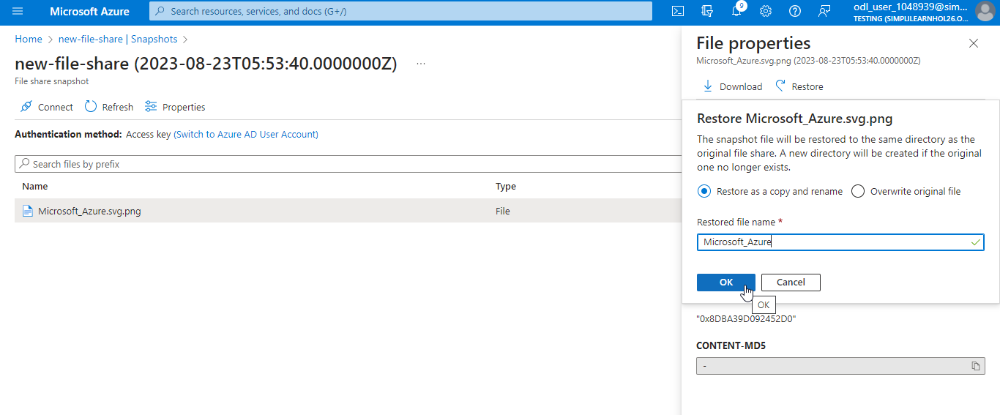 Microsoft Azure
Search resources, services, and docs (G+/)
9
odl_user_1048939@sim...
TESTING (SIMPLILEARNHOL26.O...
Home > new-file-share | Snapshots >
new-file-share (2023-08-23T05:53:40.0000000Z) ...
File share snapshot
Connect Refresh Properties
Authentication method: Access key (Switch to Azure AD User Account)
Search files by prefix
Name Type
Microsoft_Azure.svg.png File
File properties
Microsoft_Azure.svg.png (2023-08-23T05:53:40.0000000Z)
Download Restore
Restore Microsoft_Azure.svg.png
The snapshot file will be restored to the same directory as the
original file share. A new directory will be created if the original
one no longer exists.
Restore as a copy and rename Overwrite original file
Restored file name *
Microsoft_Azure
OK Cancel
OK
"0x8DBA39D092452D0"
CONTENT-MD5
-